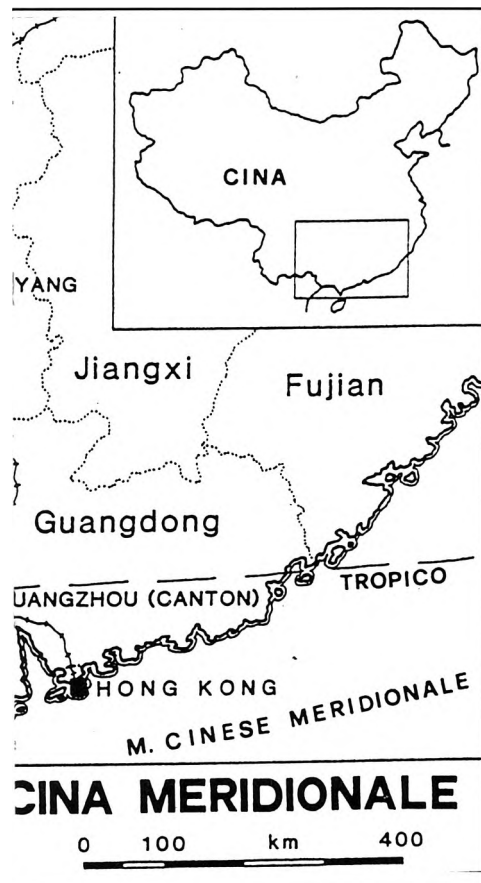 CINA
YANG
Jiangxi
Fujian
Guangdong
TROPICO
UANGZHOU (CANTON)
HONG KONG
M. CINESE MERIDIONALE
CINA MERIDIONALE
0 100 km 400